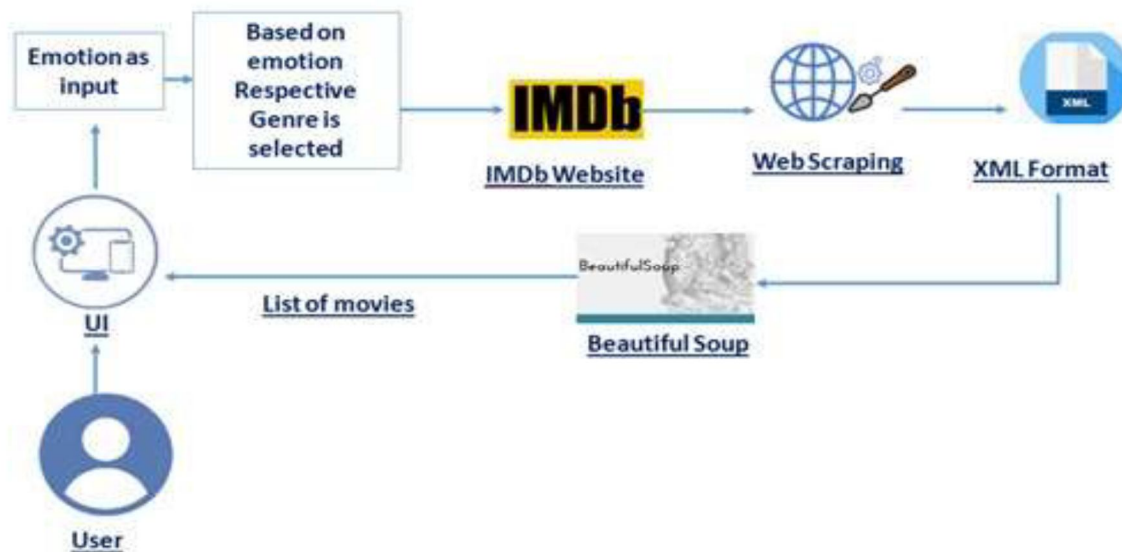 Emotion as
input
Based on
emotion
Respective
Genre is
selected
IMDb
IMDb Website
Web Scraping
XML
XML Format
BeautifulSoup
Beautiful Soup
List of movies
UI
User